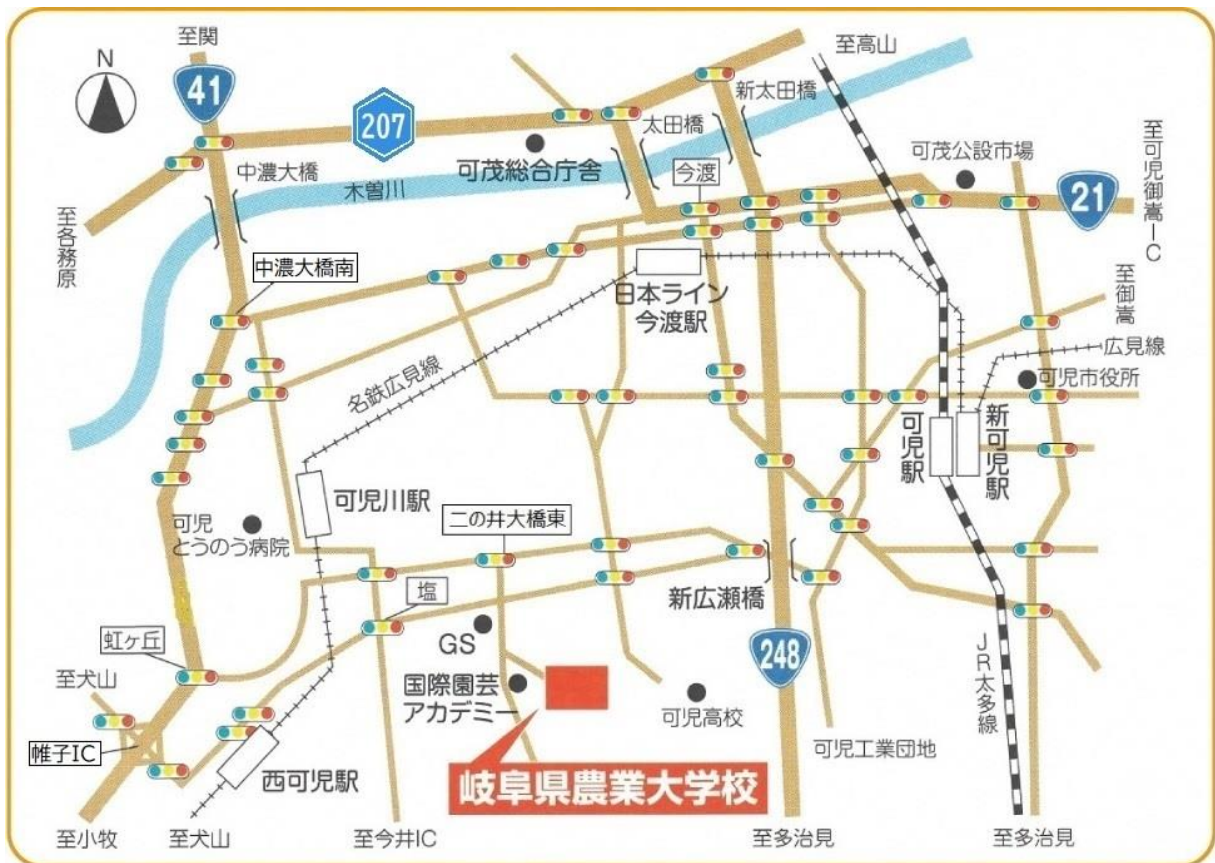 至関
N
41
207
至高山
新太田橋
太田橋
可茂総合庁舎
今渡
可茂公設市場
至可児御嵩IC
21
中濃大橋
木曽川
至各務原
中濃大橋南
日本ライン
今渡駅
至御嵩
広見線
可児市役所
名鉄広見線
可児駅
新可児駅
可児川駅
二の井大橋東
可児
とうのう病院
塩
新広瀬橋
虹ヶ丘
GS
248
至犬山
国際園芸
アカデミー
可児高校
JR太多線
可児工業団地
帷子IC
西可児駅
岐阜県農業大学校
至小牧
至犬山
至今井IC
至多治見
至多治見